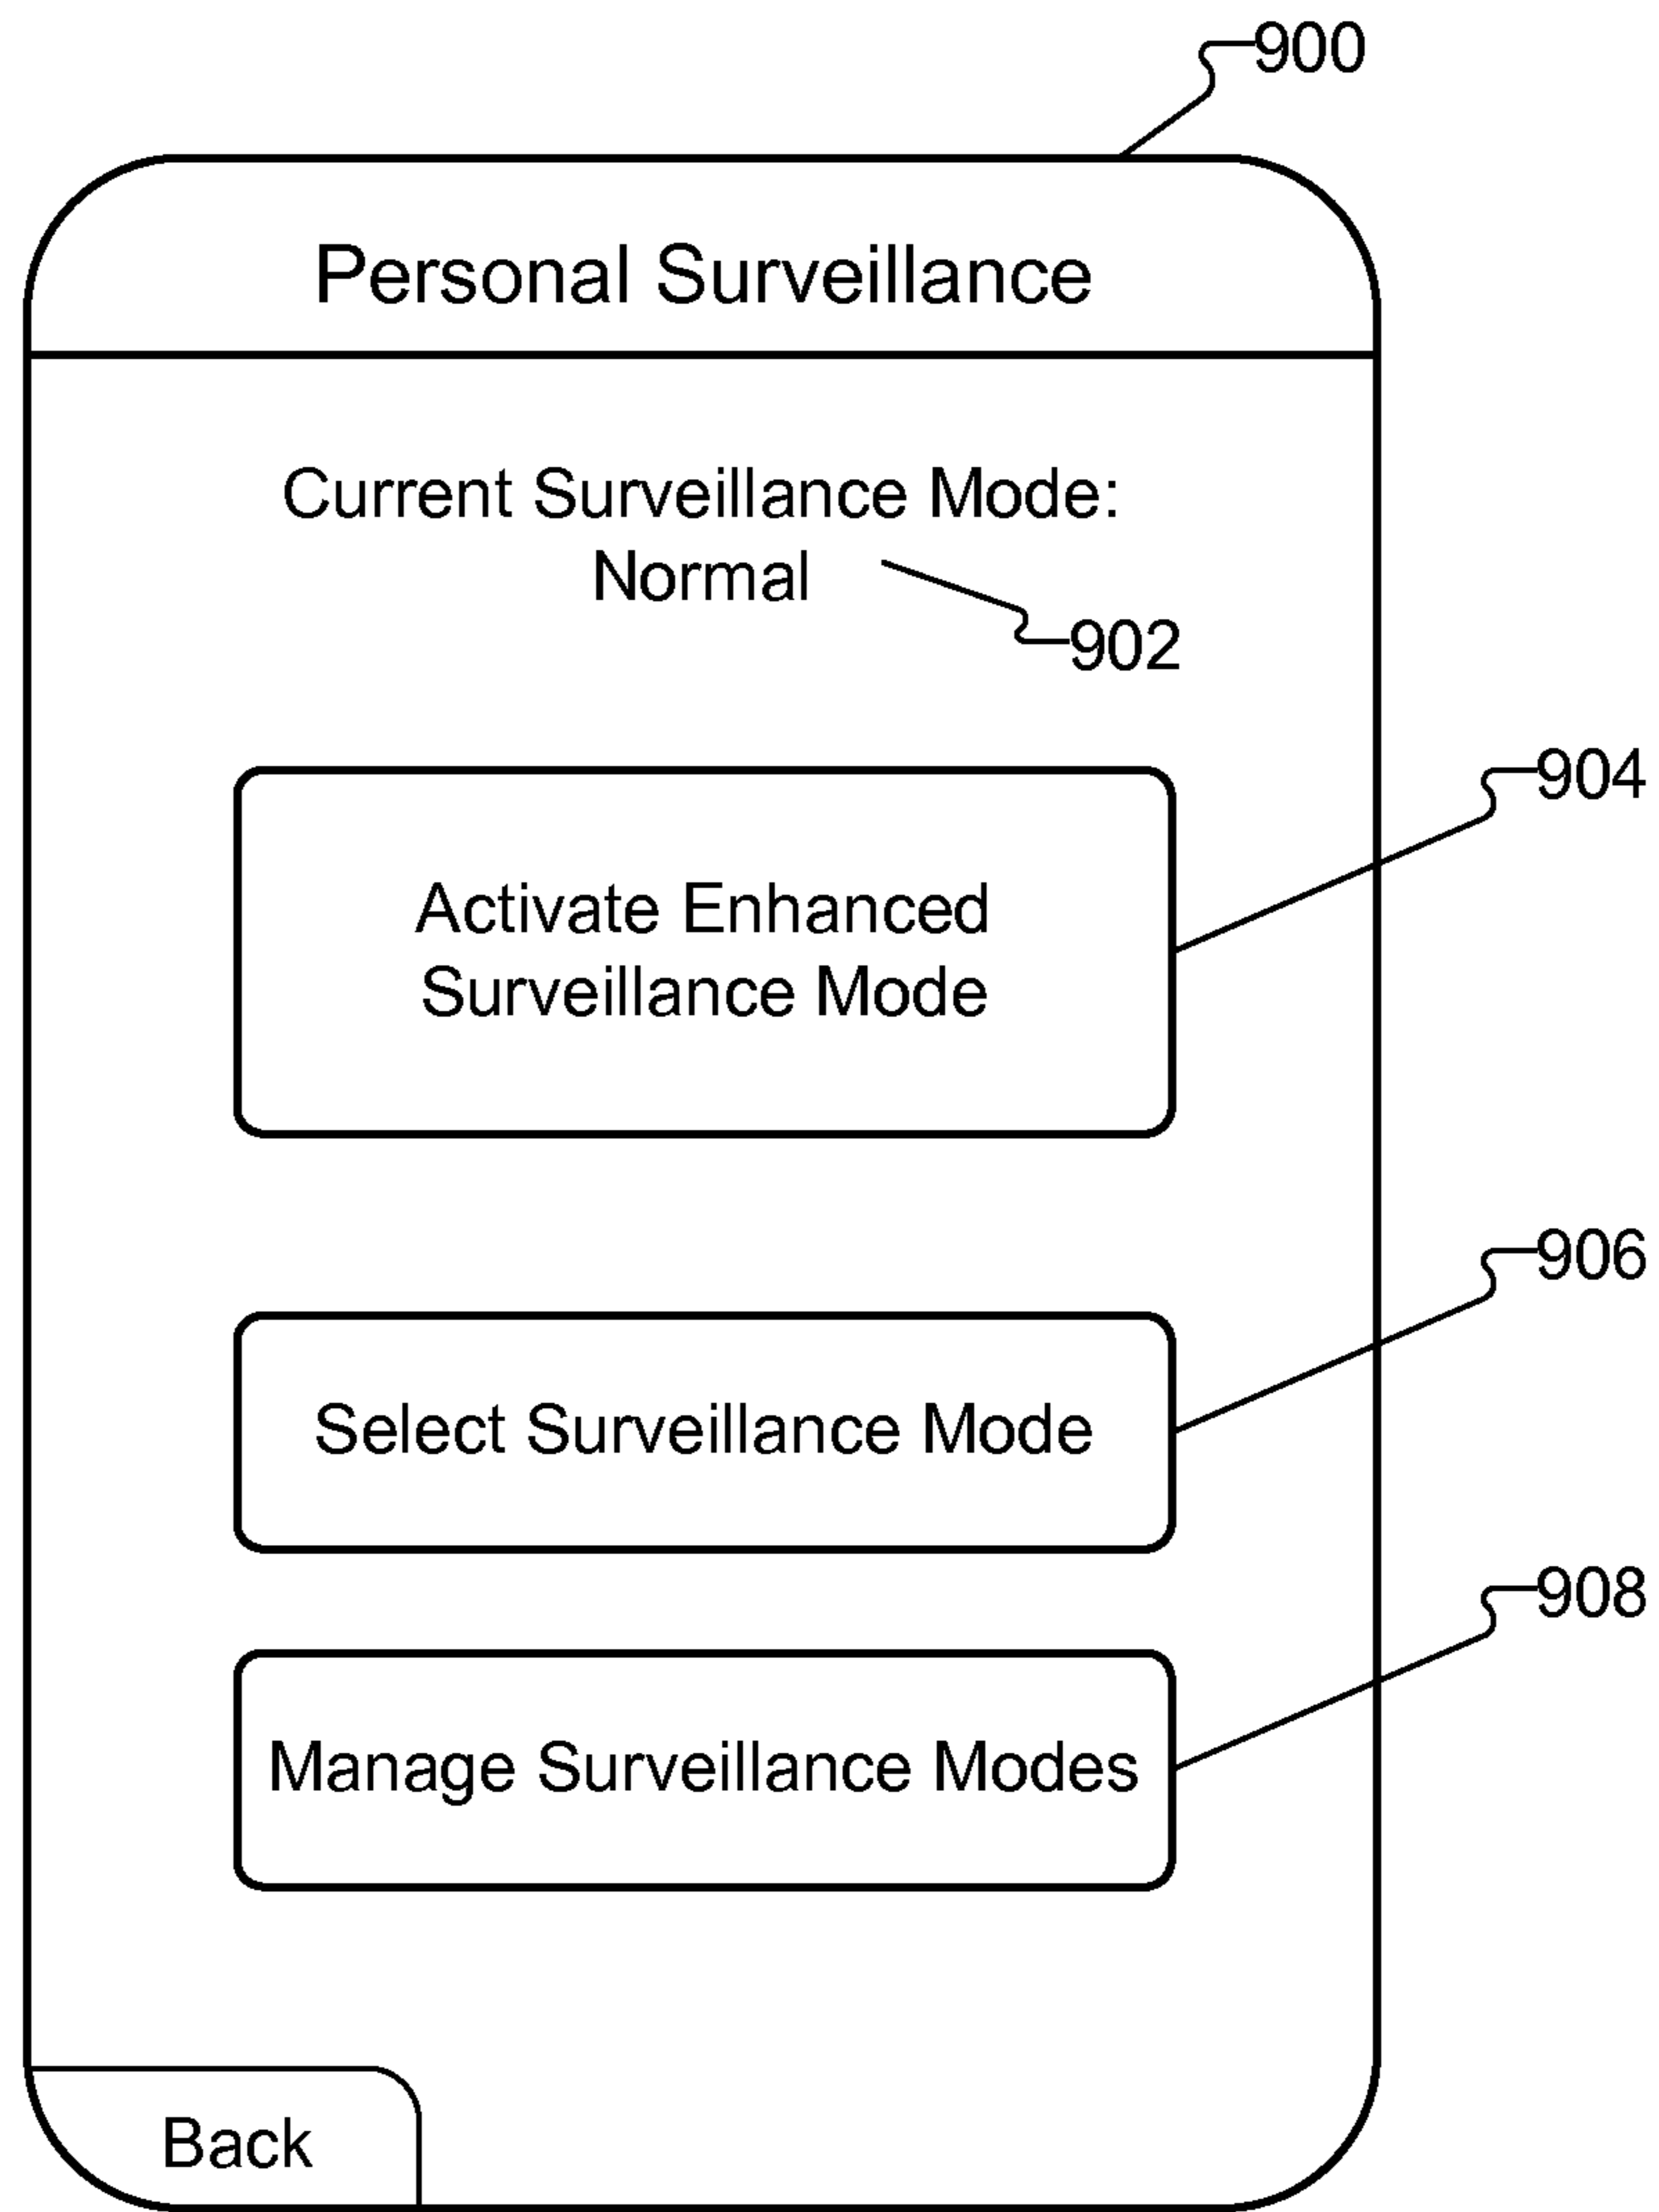 900
Personal Surveillance
Current Surveillance Mode:
Normal
902
904
Activate Enhanced
Surveillance Mode
906
Select Surveillance Mode
908
Manage Surveillance Modes
Back